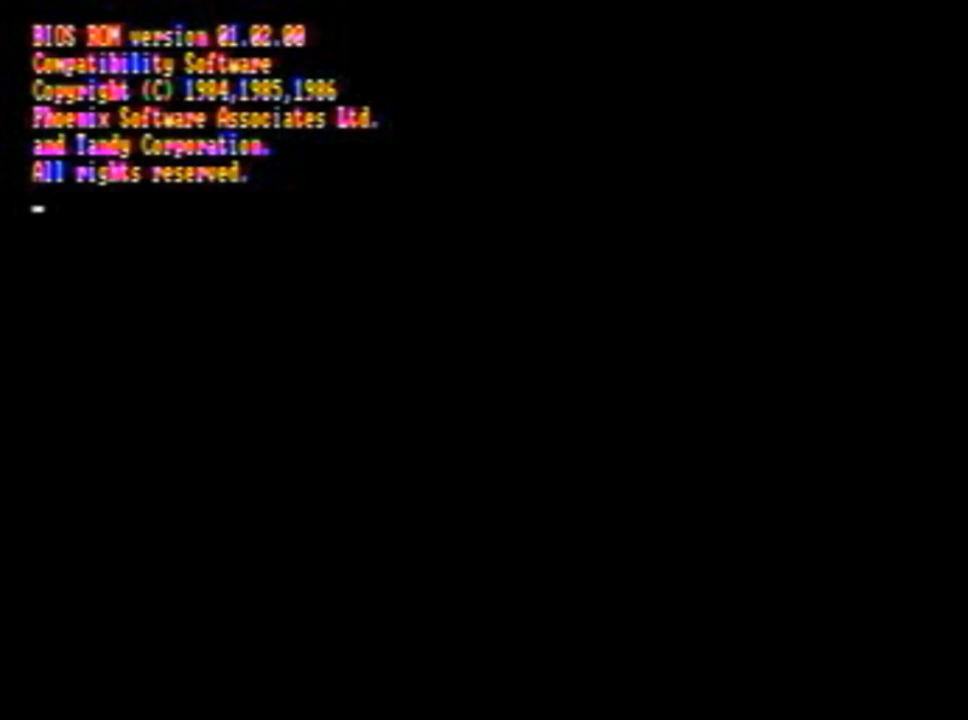 BIOS ROM version 01.02.00
Compatibility Software
Copyright (C) 1984,1985,1986
Phoenix Software Associates Ltd.
and Tandy Corporation.
All rights reserved.